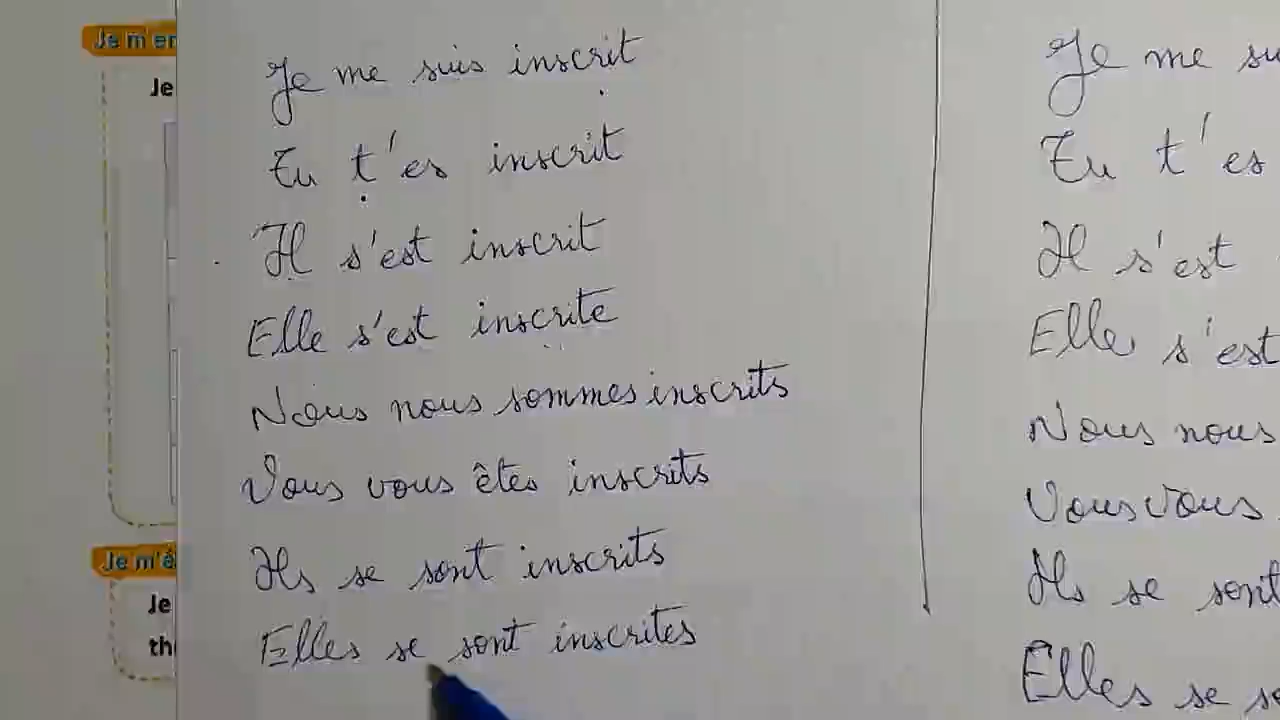 Je m'en
Je
Je m'é
Je
th
Je me suis inscrit
Tu t'es inscrit
Il s'est inscrit
Elle s'est inscrite
Nous nous sommes inscrits
Vous vous êtes inscrits
Ils se sont inscrits
Elles se sont inscrites
Je me su
Tu t'es
Il s'est
Elle s'est
Nous nous
Vous vous
Ils se sont
Elles se so